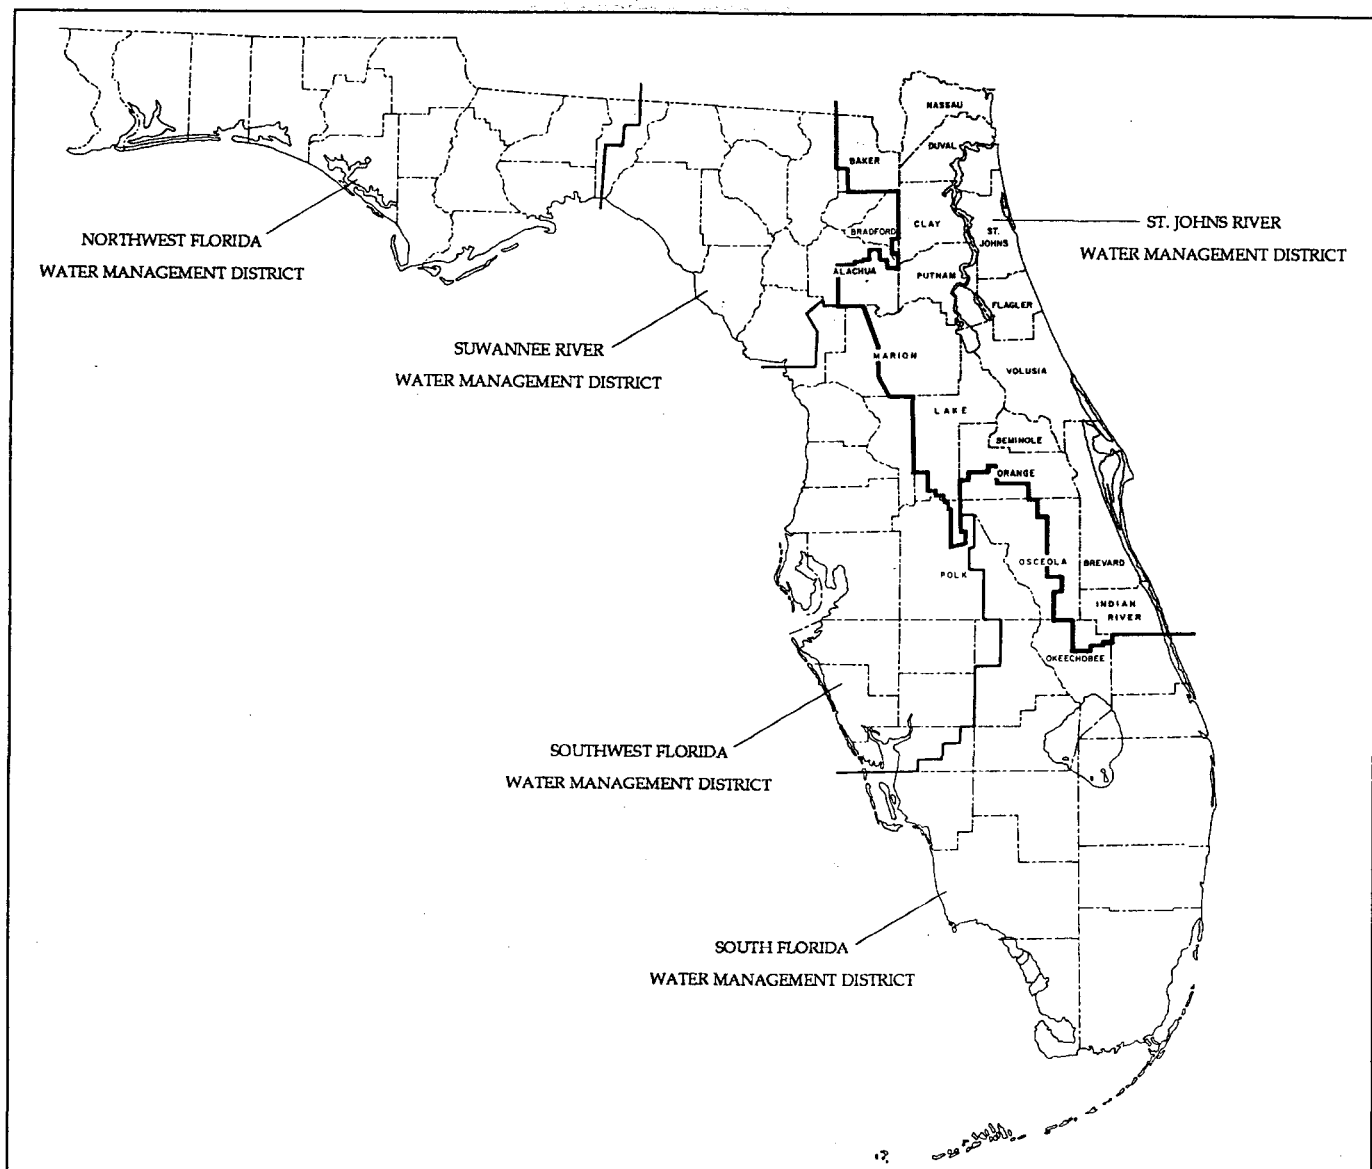 NASSAU
DUVAL
BAKER
CLAY
BRADFORD
ST.
JOHNS
ST. JOHNS RIVER
WATER MANAGEMENT DISTRICT
NORTHWEST FLORIDA
WATER MANAGEMENT DISTRICT
ALACHUA
PUTNAM
FLAGLER
SUWANNEE RIVER
WATER MANAGEMENT DISTRICT
MARION
VOLUSIA
LAKE
SEMINOLE
ORANGE
OSCEOLA
BREVARD
POLK
INDIAN
RIVER
OKEECHOBEE
SOUTHWEST FLORIDA
WATER MANAGEMENT DISTRICT
SOUTH FLORIDA
WATER MANAGEMENT DISTRICT